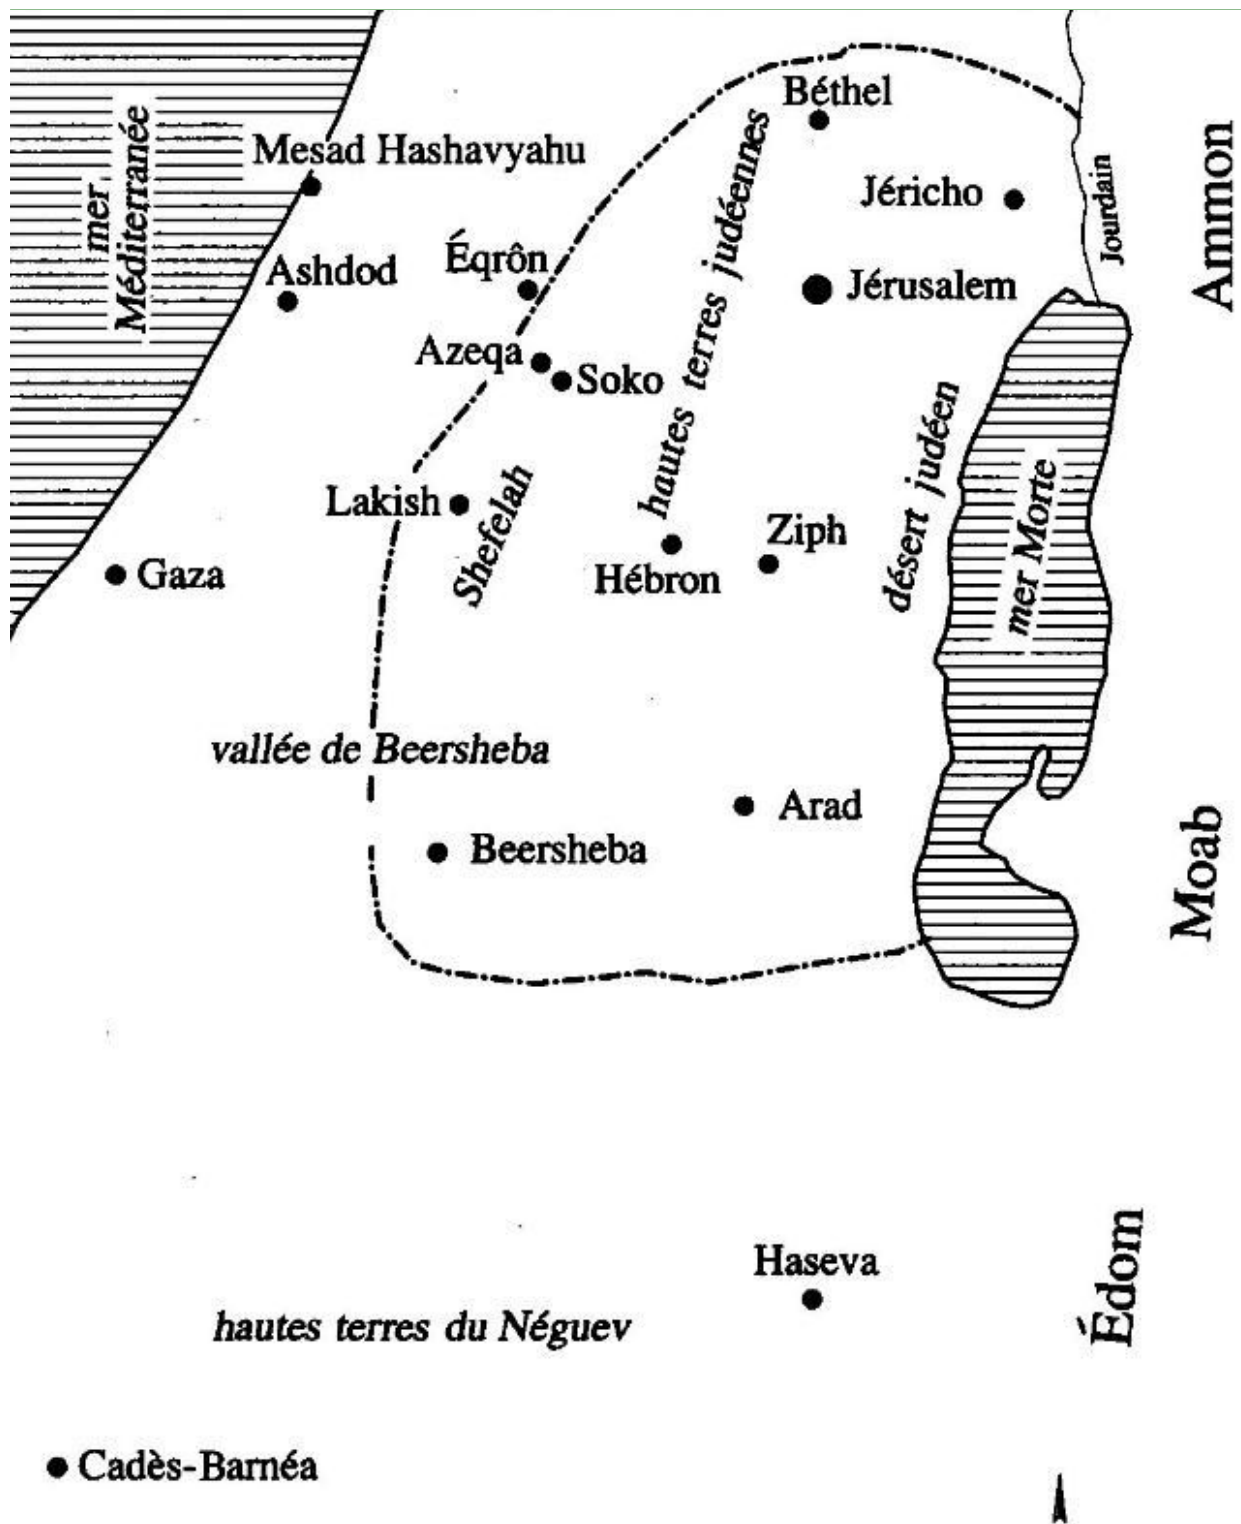 Béthel
mer
Méditerranée
Mesad Hashavyahu
hautes terres judéennes
Jéricho
Jourdain
Ammon
Éqrôn
Ashdod
Jérusalem
Azeqa
Soko
désert judéen
Lakish
Shefelah
mer Morte
Ziph
Gaza
Hébron
vallée de Beersheba
Arad
Beersheba
Moab
Haseva
Édom
hautes terres du Néguev
Cadès-Barnéa